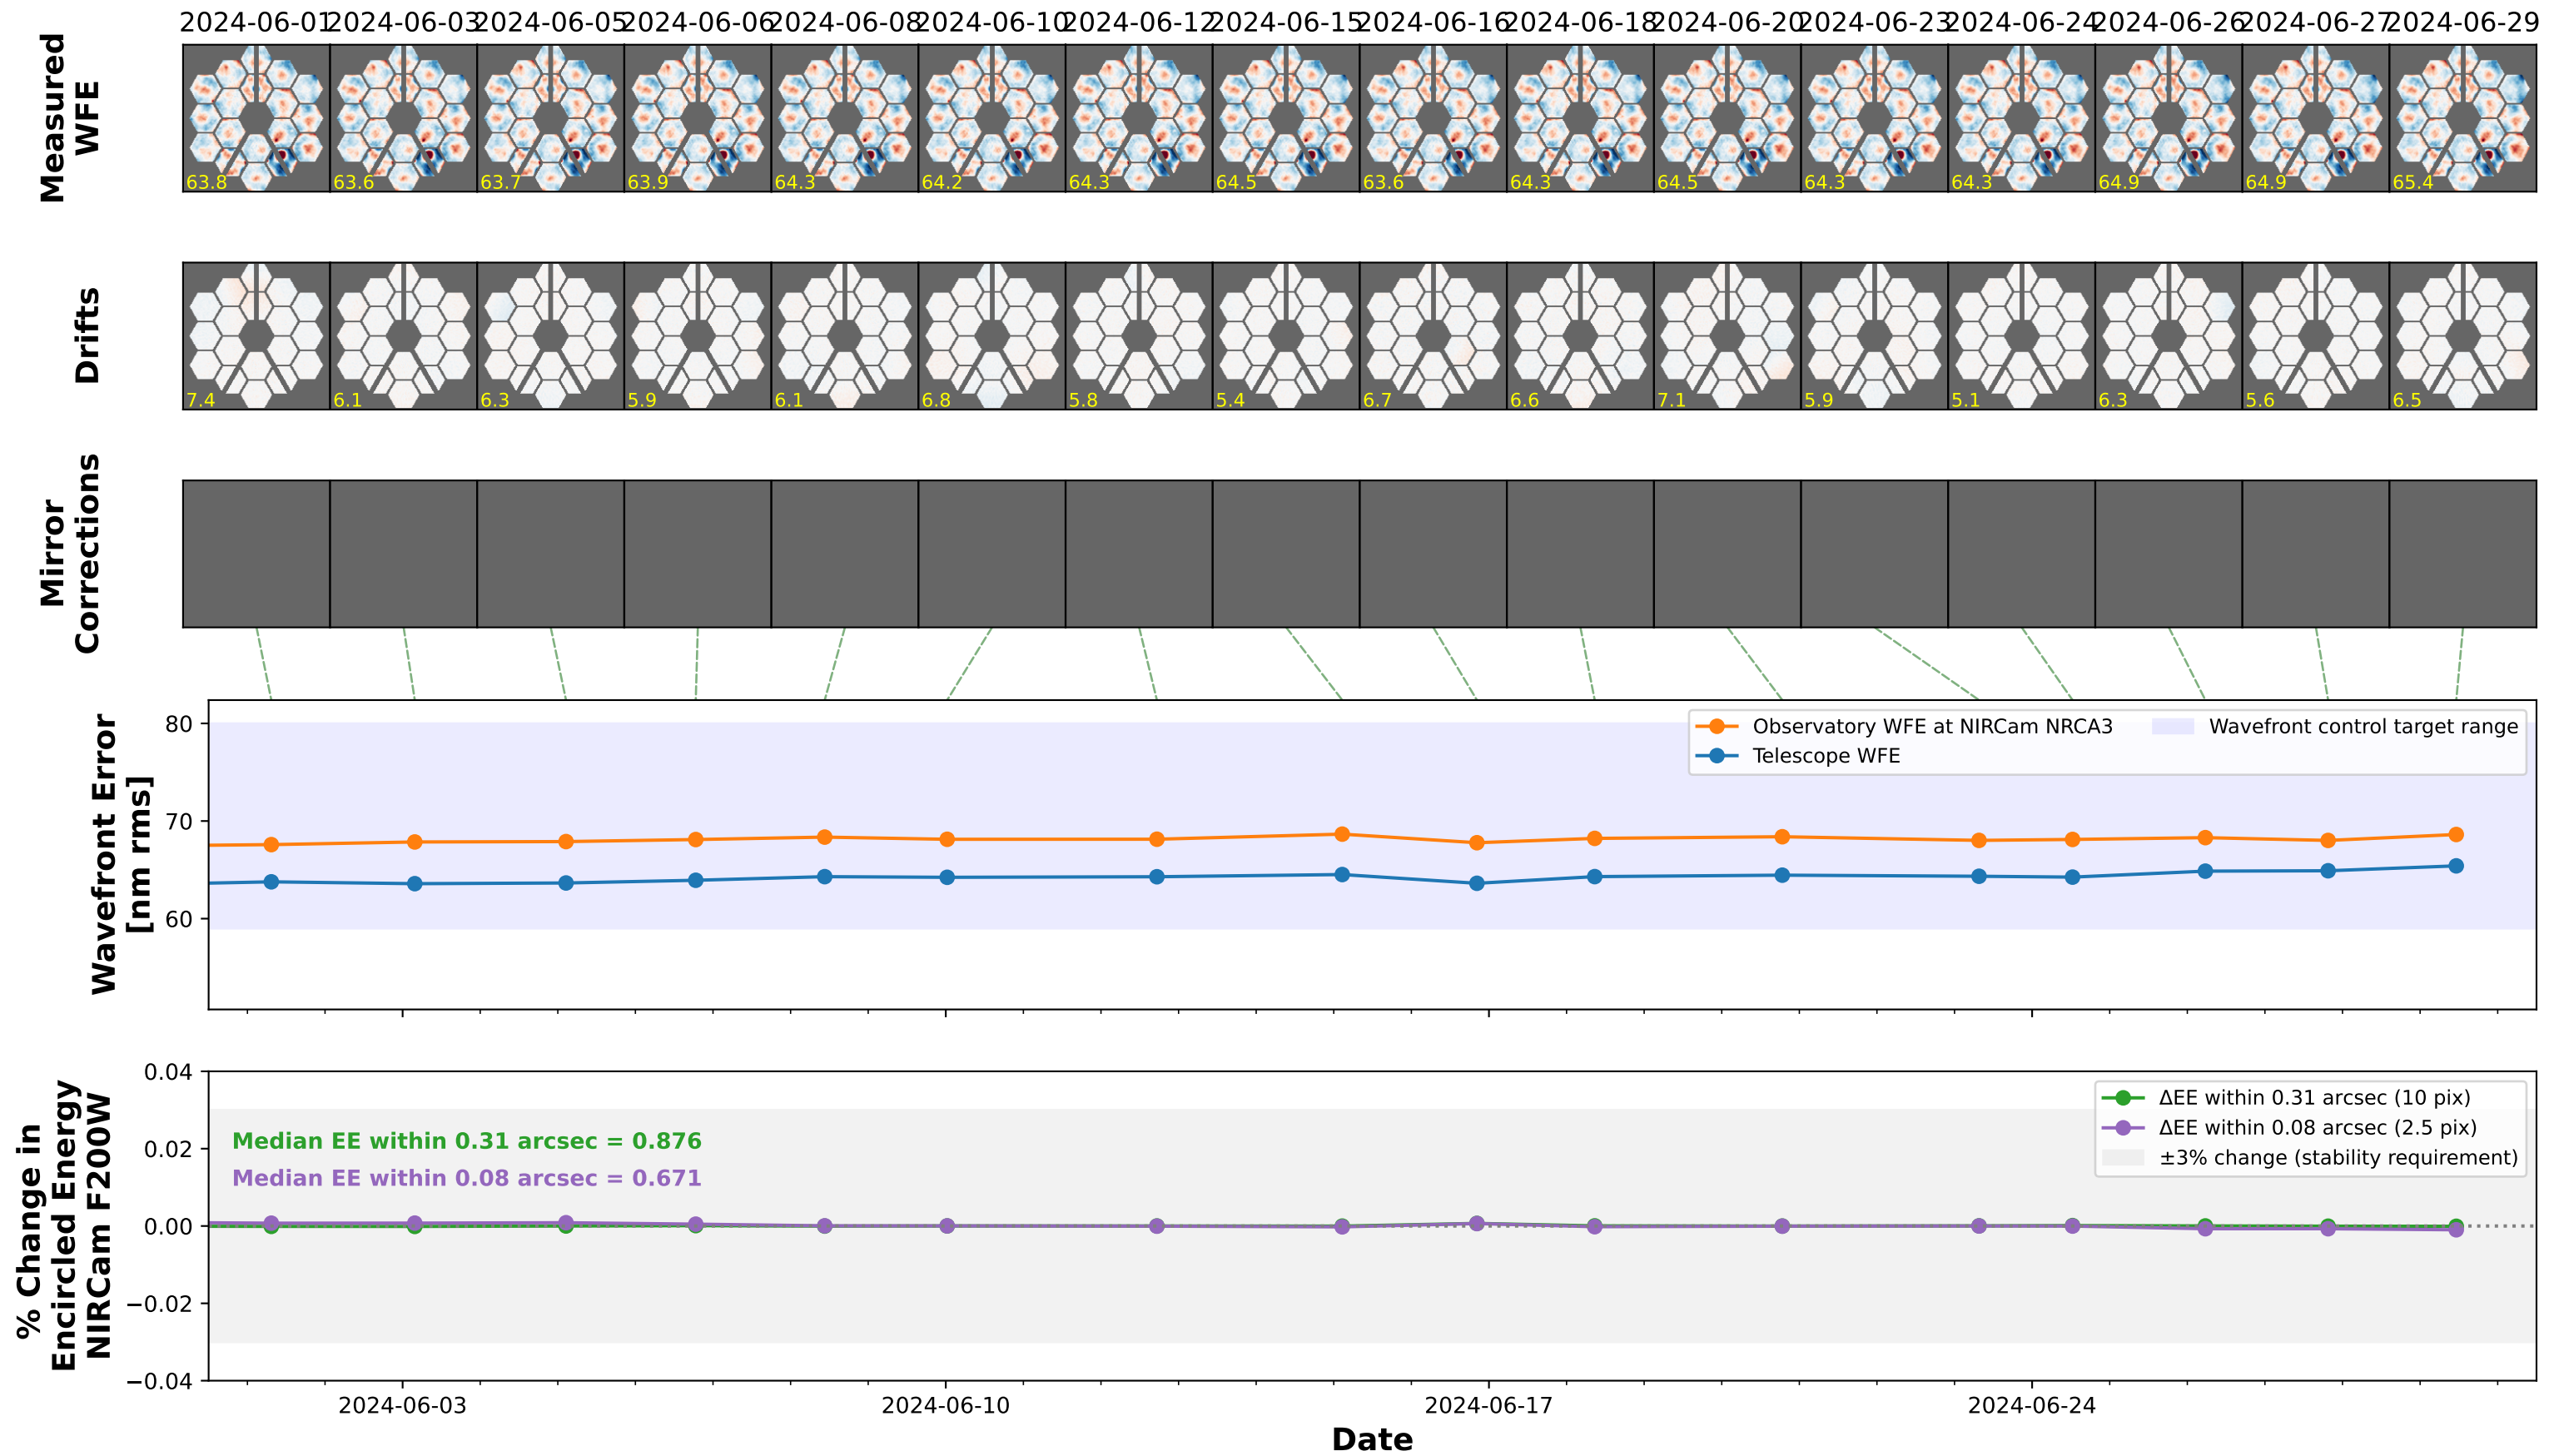 2024-06-01 2024-06-03 2024-06-05 2024-06-06 2024-06-08 2024-06-10 2024-06-12 2024-06-15 2024-06-16 2024-06-18 2024-06-20 2024-06-23 2024-06-24 2024-06-26 2024-06-27 2024-06-29
Measured
WFE
63.8 63.6 63.7 63.9 64.3 64.2 64.3 64.5 63.6 64.3 64.5 64.3 64.3 64.9 64.9 65.4
Drifts
7.4 6.1 6.3 5.9 6.1 6.8 5.8 5.4 6.7 6.6 7.1 5.9 5.1 6.3 5.6 6.5
Mirror
Corrections
Wavefront Error
[nm rms]
80
70
60
Observatory WFE at NIRCam NRCA3
Telescope WFE
Wavefront control target range
% Change in
Encircled Energy
NIRCam F200W
0.04
0.02
0.00
−0.02
−0.04
Median EE within 0.31 arcsec = 0.876
Median EE within 0.08 arcsec = 0.671
ΔEE within 0.31 arcsec (10 pix)
ΔEE within 0.08 arcsec (2.5 pix)
±3% change (stability requirement)
2024-06-03 2024-06-10 2024-06-17 2024-06-24
Date